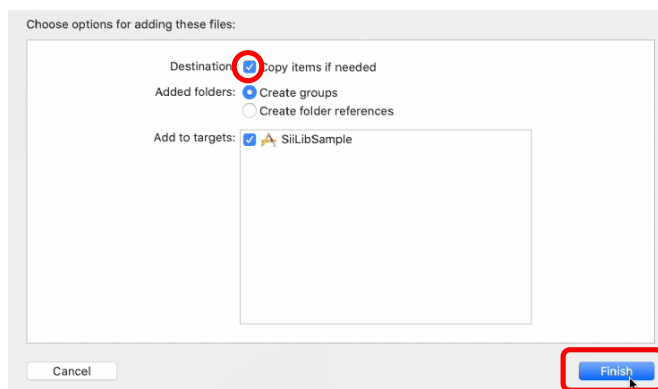 Choose options for adding these files:
Destination: Copy items if needed
Added folders: Create groups
Create folder references
Add to targets: SiiLibSample
Cancel
Finish